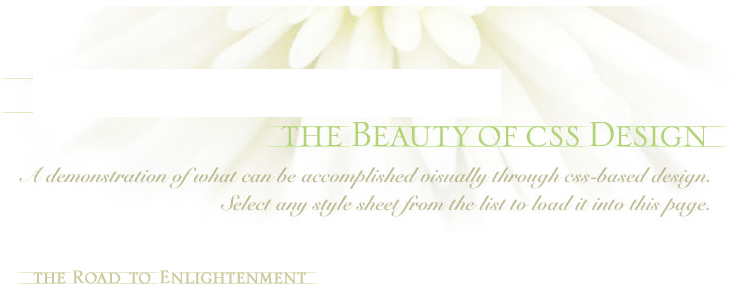 THE BEAUTY OF CSS DESIGN
A demonstration of what can be accomplished visually through css-based design.
Select any style sheet from the list to load it into this page.
THE ROAD TO ENLIGHTENMENT